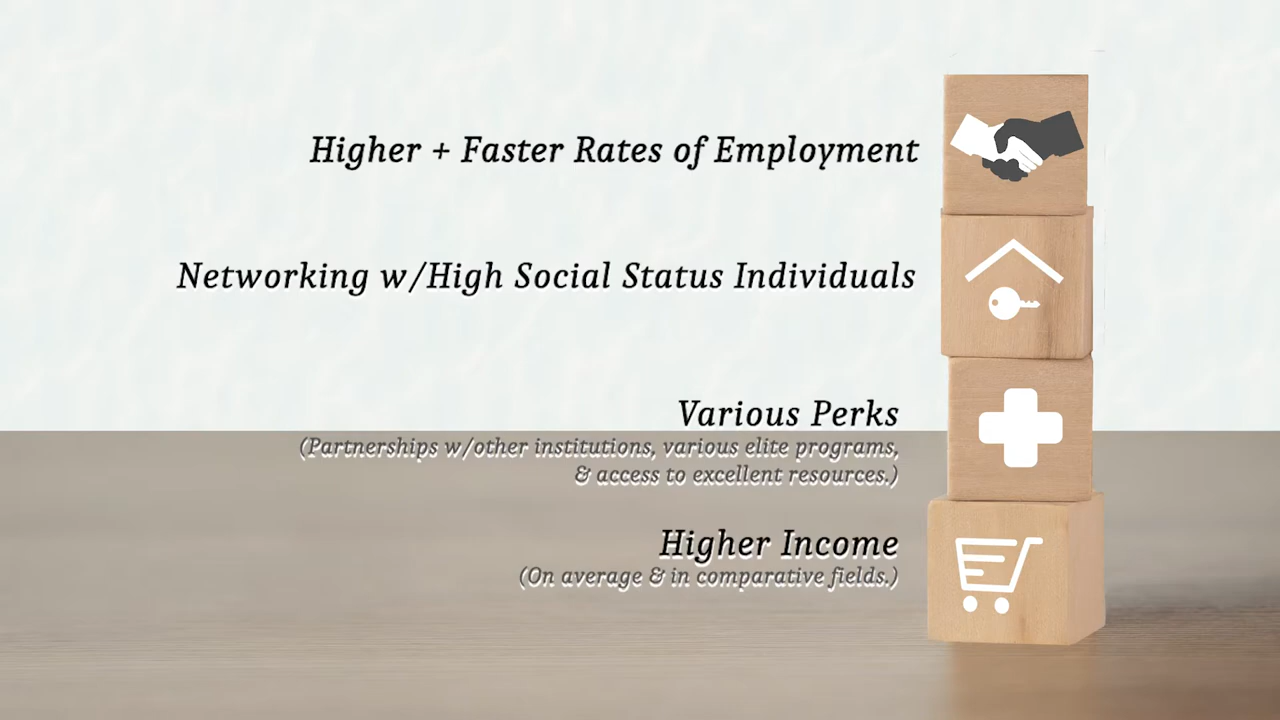 Higher + Faster Rates of Employment
Networking w/High Social Status Individuals
Various Perks
(Partnerships w/other institutions, various elite programs,
& access to excellent resources.)
Higher Income
(On average & in comparative fields.)